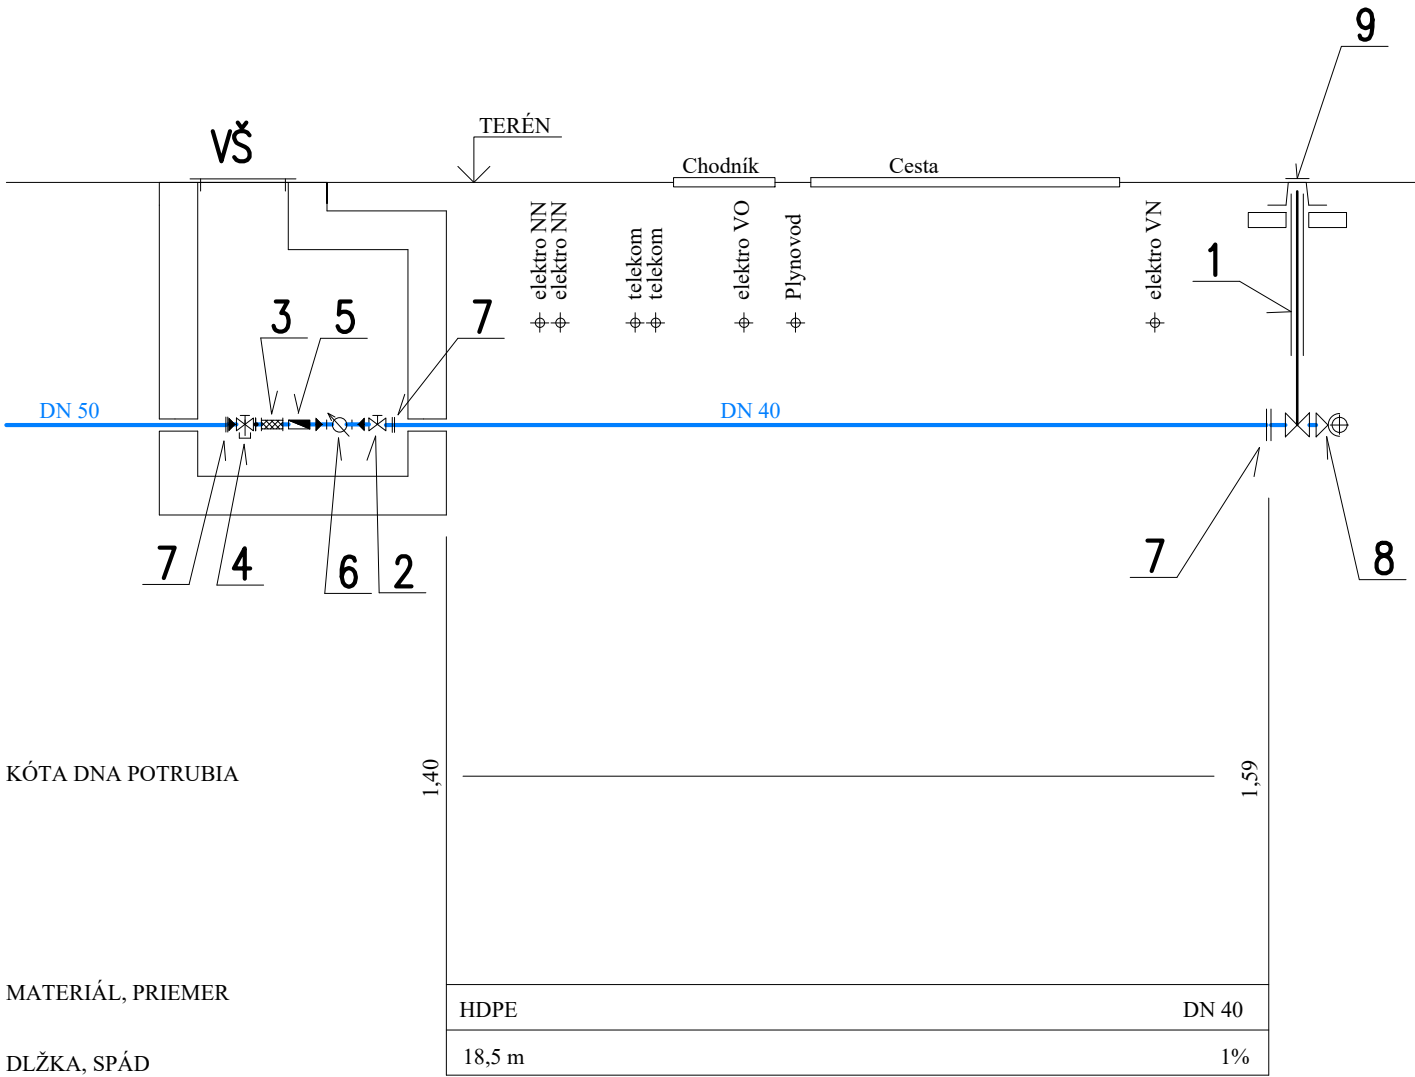 9
VŠ
TERÉN
Chodník
Cesta
elektro NN
elektro NN
telekom
telekom
elektro VO
Plynovod
elektro VN
1
3
5
7
DN 50
DN 40
7
4
6
2
7
8
KÓTA DNA POTRUBIA
1,40
1,59
MATERIÁL, PRIEMER
HDPE
DN 40
DLŽKA, SPÁD
18,5 m
1%